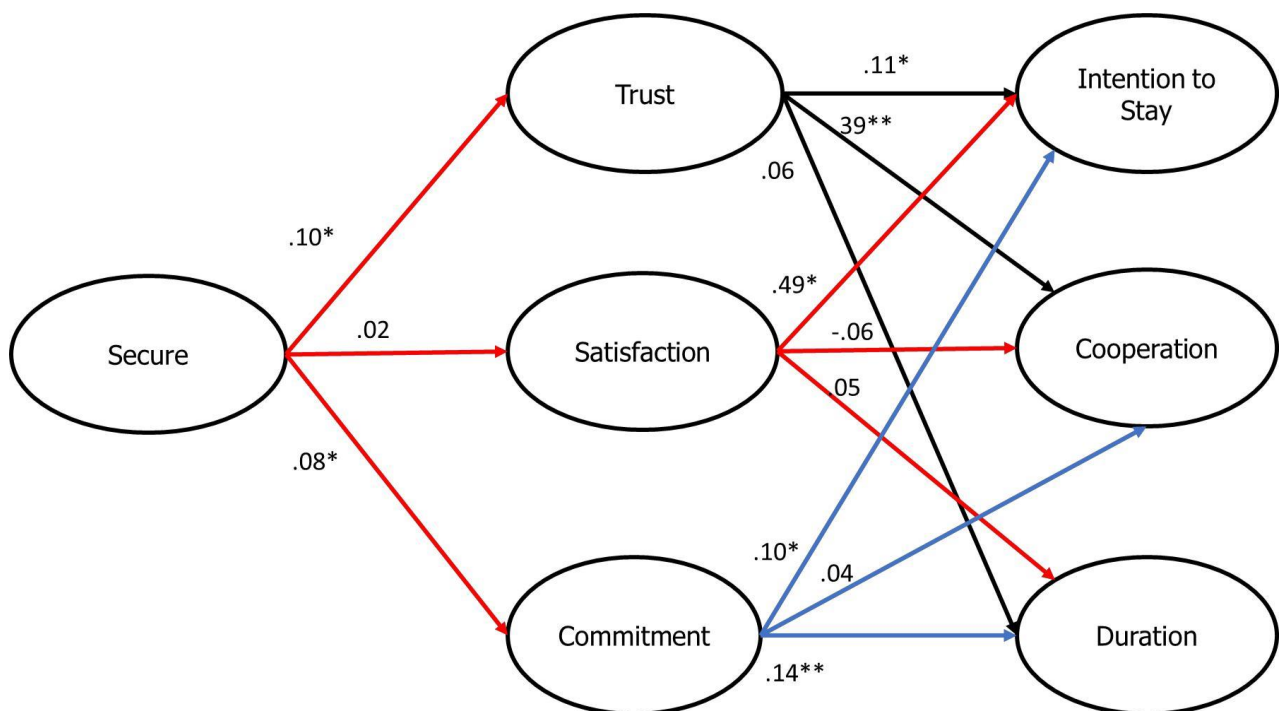 Trust
Intention to
Stay
.11*
39**
.06
.10*
.49*
.02
-.06
Secure
Satisfaction
Cooperation
.05
.08*
.10*
.04
Commitment
Duration
.14**